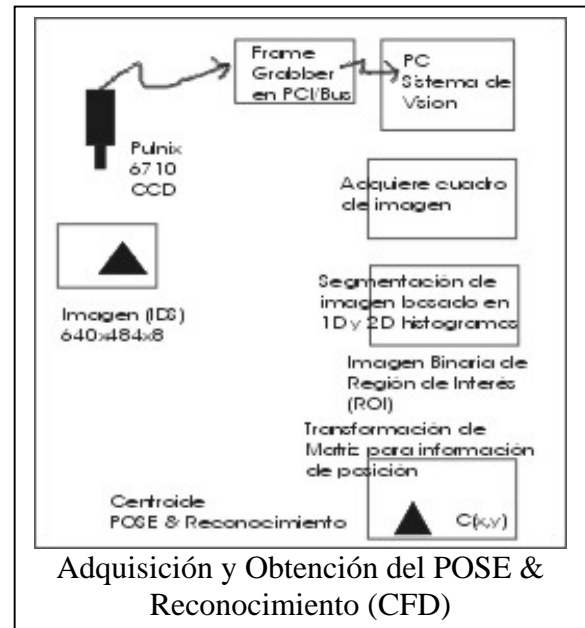 Frame
Grabber
en PCI/Bus
PC
Sistema de
Vision
Pulnix
6710
CCD
Adquiere cuadro
de imagen
Imagen (IDS)
640x484x8
Segmentación de
imagen basado en
1D y 2D histogramas
Imagen Binaria de
Región de Interés
(ROI)
Transformación de
Matriz para información
de posición
Centroide
POSE & Reconocimiento
C(x,y)
Adquisición y Obtención del POSE &
Reconocimiento (CFD)